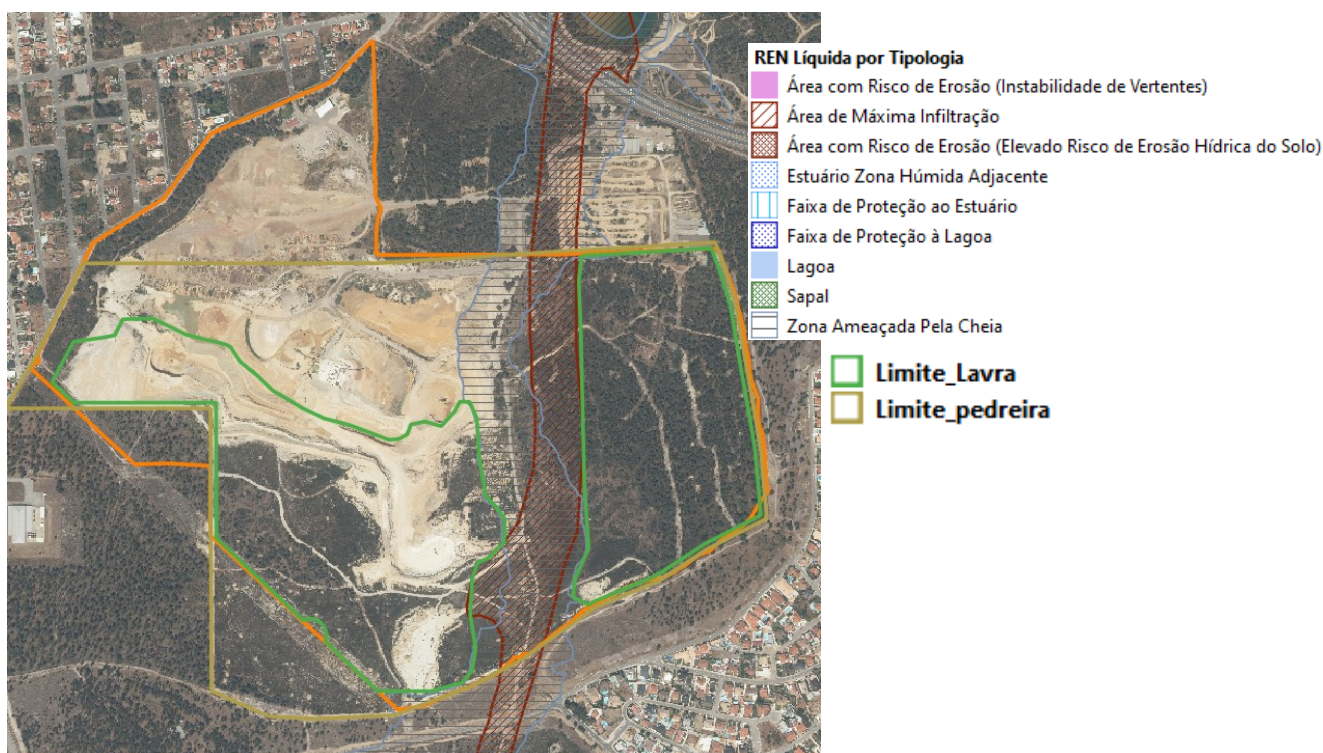 REN Líquida por Tipologia
Área com Risco de Erosão (Instabilidade de Vertentes)
Área de Máxima Infiltração
Área com Risco de Erosão (Elevado Risco de Erosão Hídrica do Solo)
Estuário Zona Húmida Adjacente
Faixa de Proteção ao Estuário
Faixa de Proteção à Lagoa
Lagoa
Sapal
Zona Ameaçada Pela Cheia
Limite_Lavra
Limite_pedreira